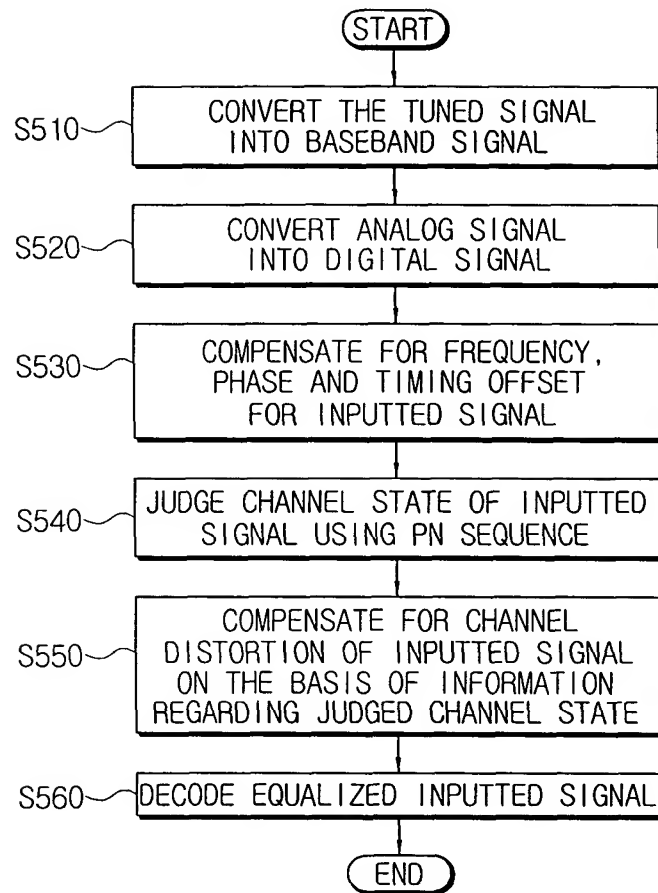 START
S510
CONVERT THE TUNED SIGNAL
INTO BASEBAND SIGNAL
S520
CONVERT ANALOG SIGNAL
INTO DIGITAL SIGNAL
S530
COMPENSATE FOR FREQUENCY,
PHASE AND TIMING OFFSET
FOR INPUTTED SIGNAL
S540
JUDGE CHANNEL STATE OF INPUTTED
SIGNAL USING PN SEQUENCE
S550
COMPENSATE FOR CHANNEL
DISTORTION OF INPUTTED SIGNAL
ON THE BASIS OF INFORMATION
REGARDING JUDGED CHANNEL STATE
S560
DECODE EQUALIZED INPUTTED SIGNAL
END